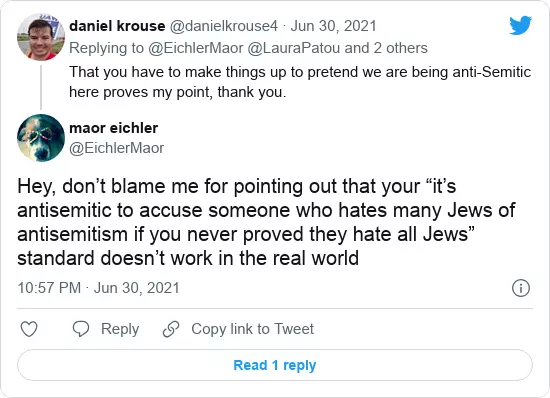 daniel krouse @danielkrouse4 · Jun 30, 2021
Replying to @EichlerMaor @LauraPatou and 2 others
That you have to make things up to pretend we are being anti-Semitic
here proves my point, thank you.
maor eichler
@EichlerMaor
Hey, don’t blame me for pointing out that your “it’s
antisemitic to accuse someone who hates many Jews of
antisemitism if you never proved they hate all Jews”
standard doesn’t work in the real world
10:57 PM · Jun 30, 2021
Reply Copy link to Tweet
Read 1 reply